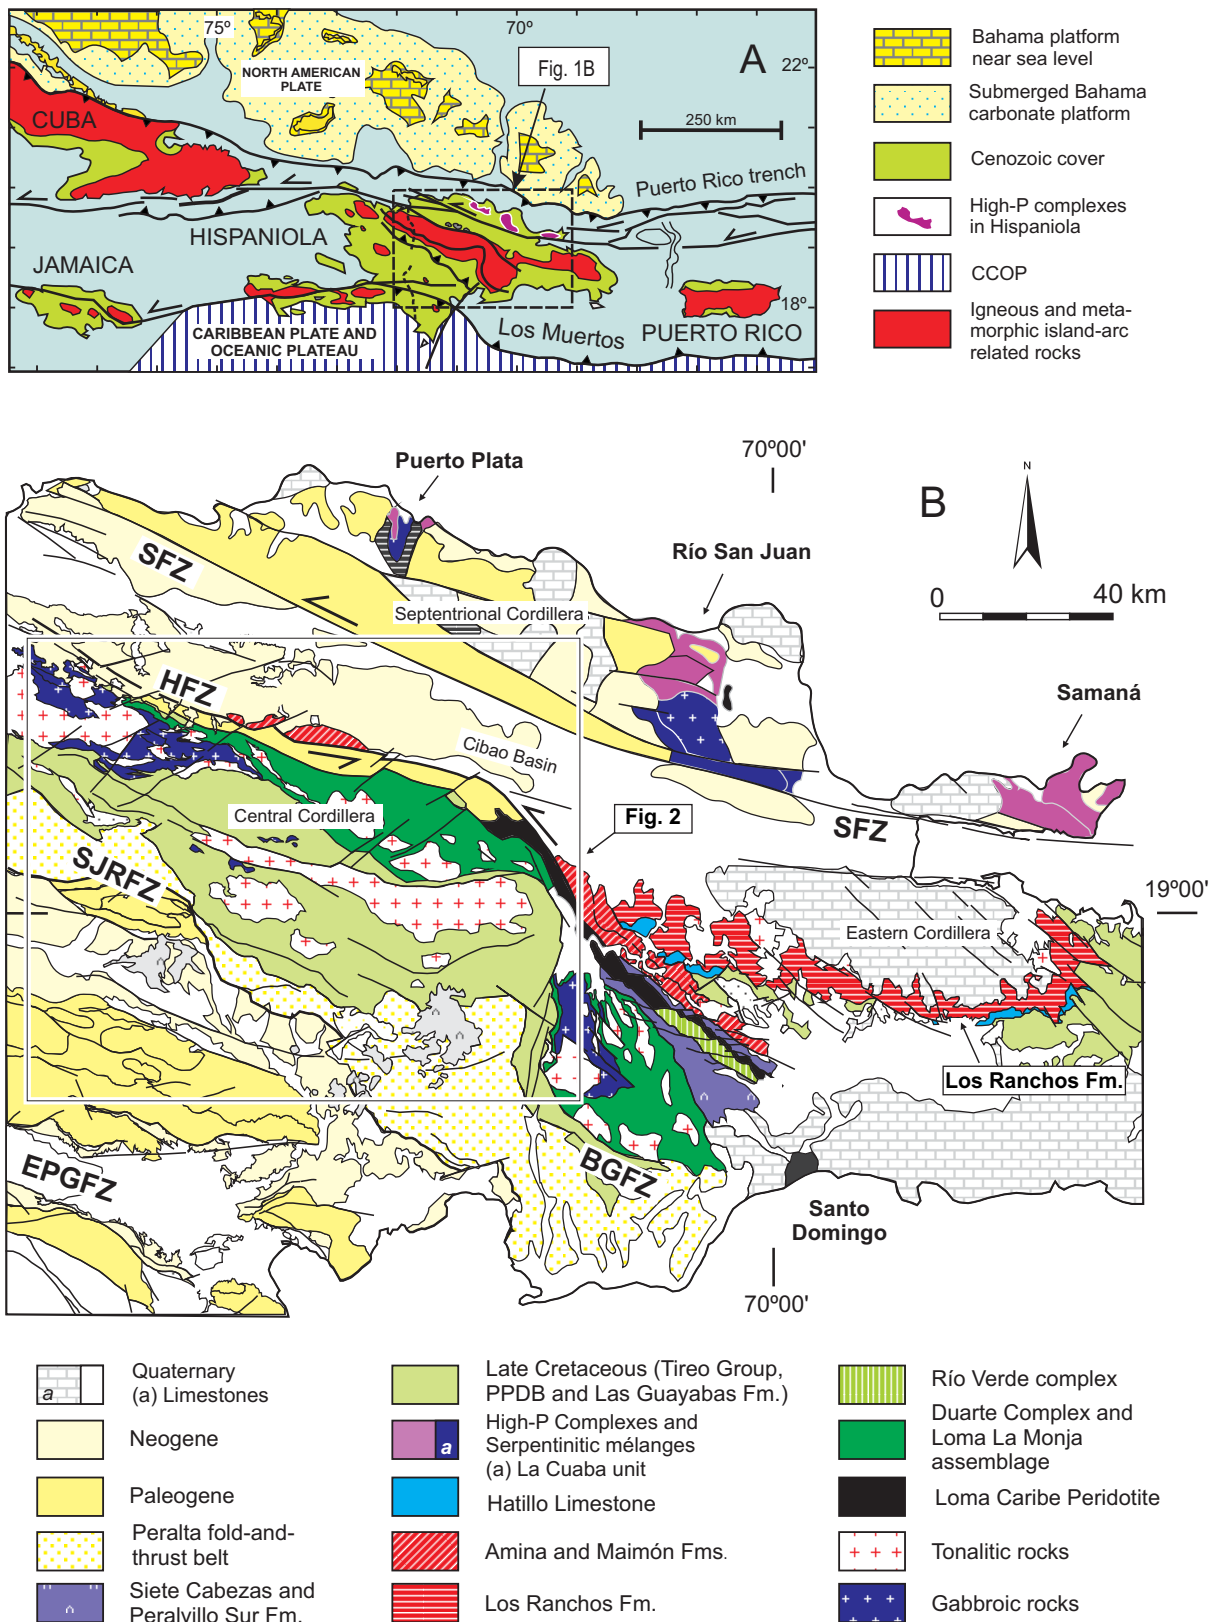 75º
70º
NORTH AMERICAN
PLATE
Fig. 1B
A
22º
CUBA
250 km
Puerto Rico trench
HISPANIOLA
JAMAICA
18º
CARIBBEAN PLATE AND
OCEANIC PLATEAU
Los Muertos
PUERTO RICO
Bahama platform
near sea level
Submerged Bahama
carbonate platform
Cenozoic cover
High-P complexes
in Hispaniola
CCOP
Igneous and meta-
morphic island-arc
related rocks
70º00'
Puerto Plata
B
N
Río San Juan
SFZ
0
40 km
Septentrional Cordillera
HFZ
Samaná
Cibao Basin
Central Cordillera
Fig. 2
SFZ
SJRFZ
19º00'
Eastern Cordillera
Los Ranchos Fm.
EPGFZ
BGFZ
Santo
Domingo
70º00'
a
Quaternary
(a) Limestones
Neogene
Paleogene
Peralta fold-and-
thrust belt
Siete Cabezas and
Peralvillo Sur Fm.
Late Cretaceous (Tireo Group,
PPDB and Las Guayabas Fm.)
a
High-P Complexes and
Serpentinitic mélanges
(a) La Cuaba unit
Hatillo Limestone
Amina and Maimón Fms.
Los Ranchos Fm.
Río Verde complex
Duarte Complex and
Loma La Monja
assemblage
Loma Caribe Peridotite
Tonalitic rocks
Gabbroic rocks